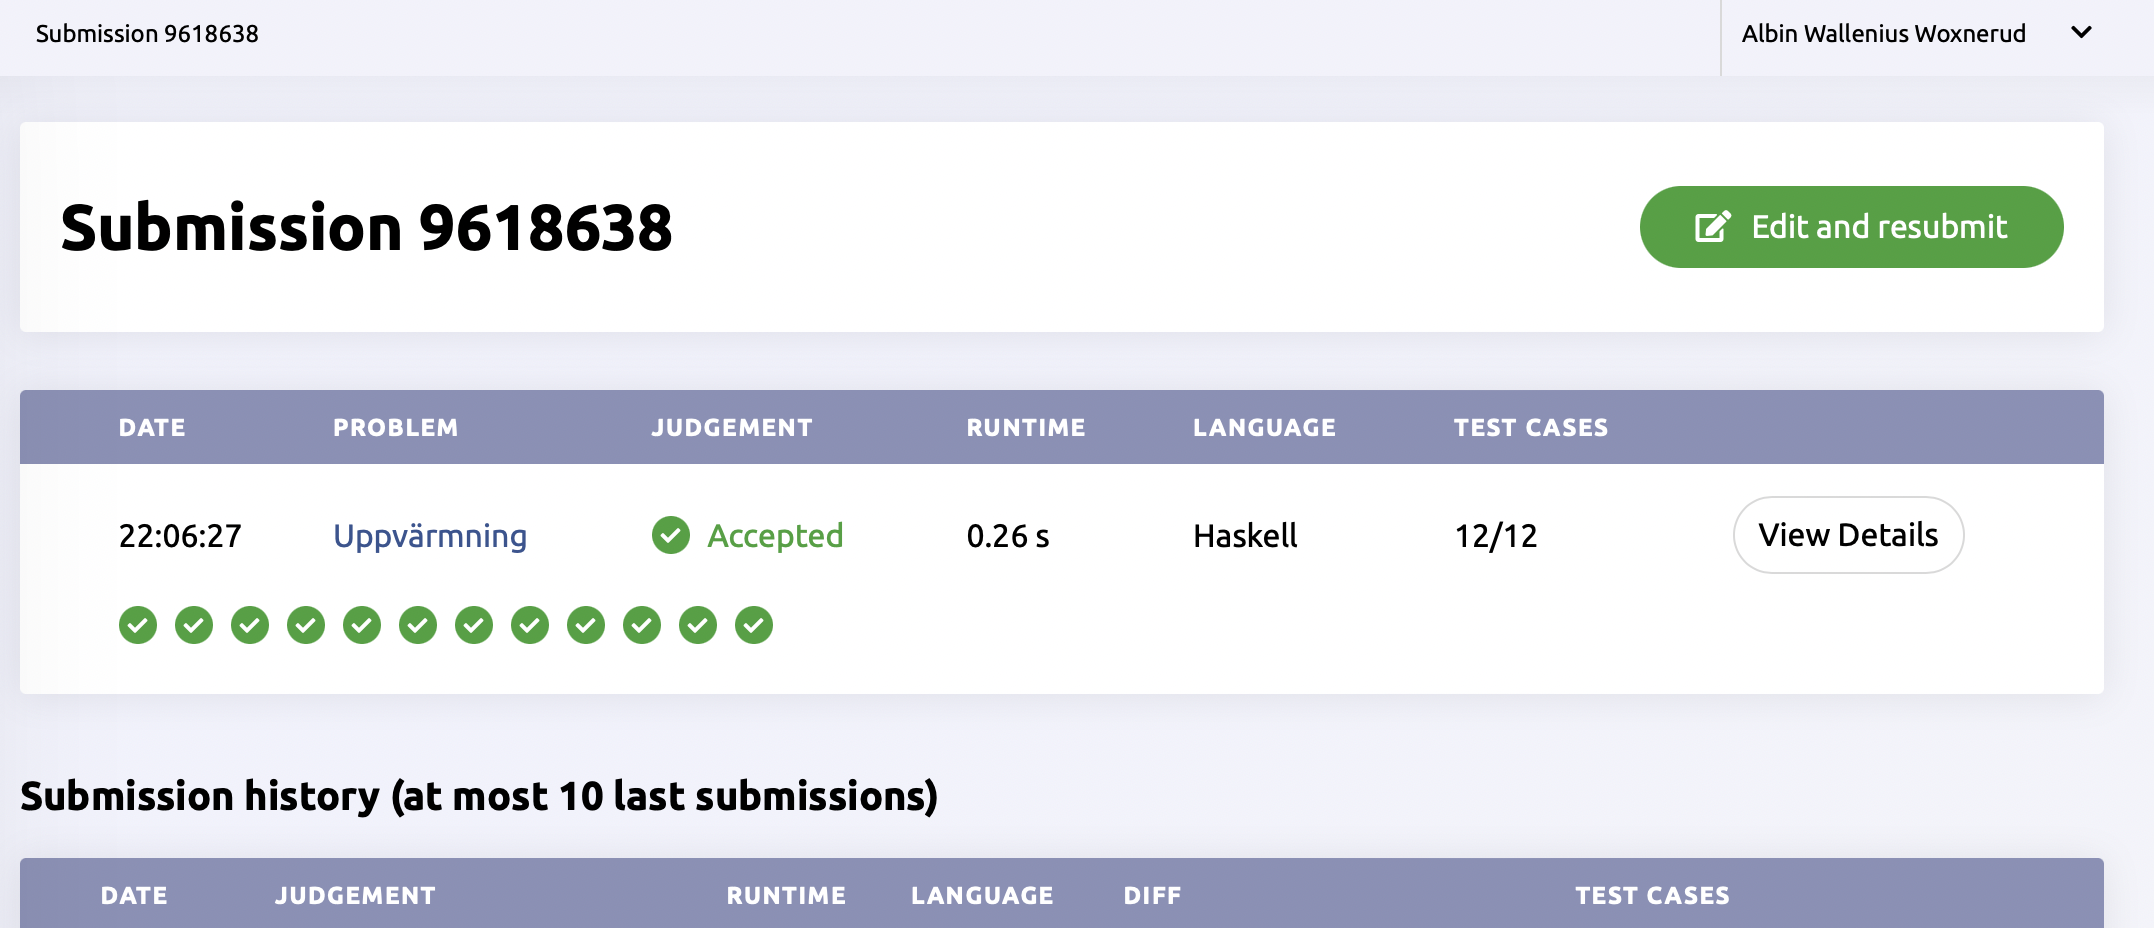 Submission 9618638
Albin Wallenius Woxnerud
Submission 9618638
Edit and resubmit
DATE PROBLEM JUDGEMENT RUNTIME LANGUAGE TEST CASES
22:06:27 Uppvärmning Accepted 0.26 s Haskell 12/12 View Details
Submission history (at most 10 last submissions)
DATE JUDGEMENT RUNTIME LANGUAGE DIFF TEST CASES